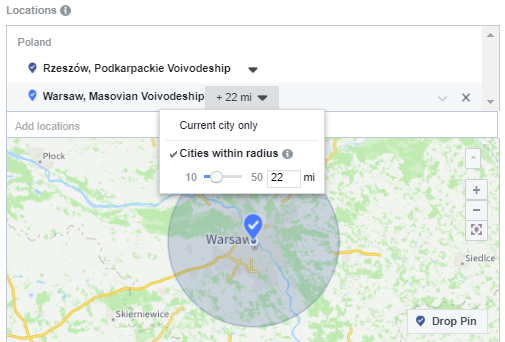 Locations
Poland
Rzeszów, Podkarpackie Voivodeship
Warsaw, Masovian Voivodeship + 22 mi
Add locations
Current city only
Cities within radius
10 50 22 mi
Płock
Warsaw
Siedlce
Skierniewice
Drop Pin